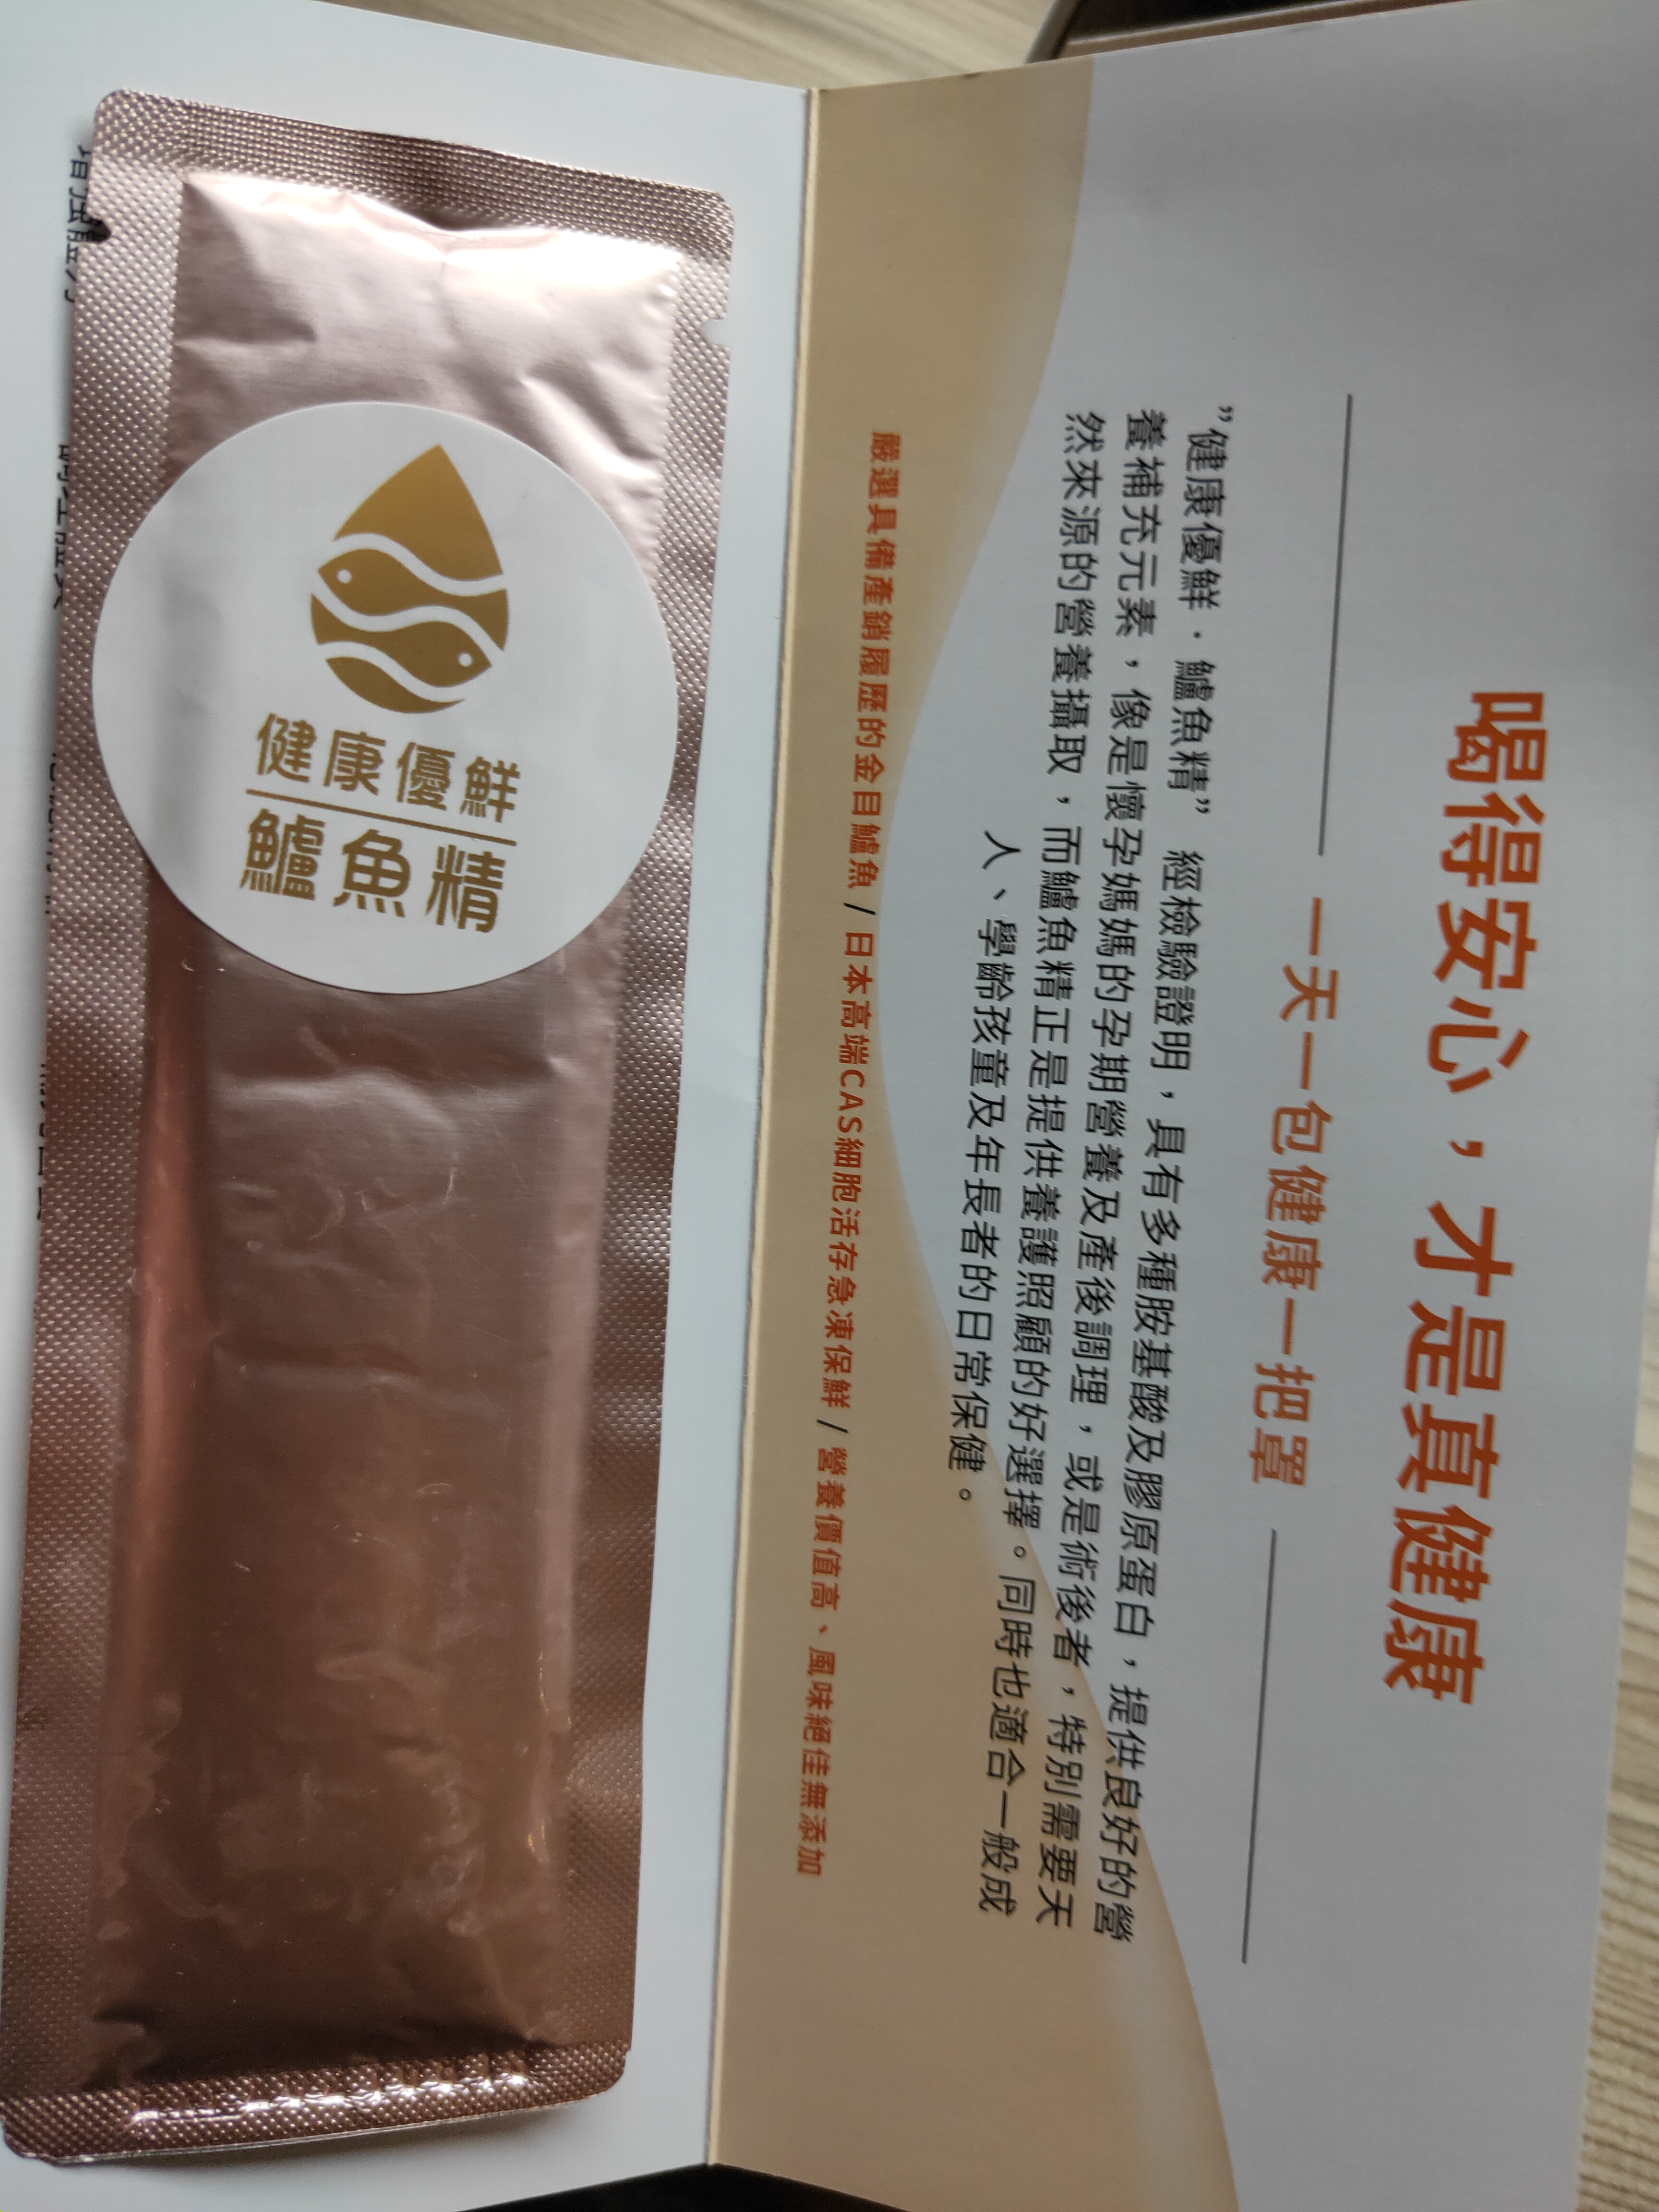 喝得安心，才是真健康
一天一包健康一把罩
”健康優鮮．鱸魚精” 經檢驗證明，具有多種胺基酸及膠原蛋白，提供良好的營
養補充元素，像是懷孕媽媽的孕期營養及產後調理，或是術後者，特別需要天
然來源的營養攝取，而鱸魚精正是提供養護照顧的好選擇。同時也適合一般成
人、學齡孩童及年長者的日常保健。
嚴選具備產銷履歷的金目鱸魚 / 日本高端CAS細胞活存急凍保鮮 / 營養價值高、風味絕佳無添加
健康優鮮
鱸魚精